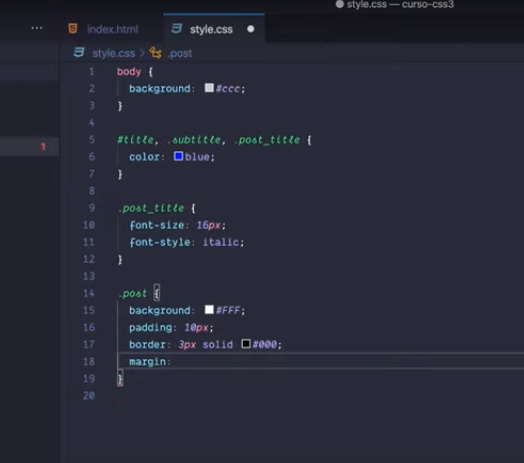 style.css — curso-css3
... index.html style.css
style.css > .post
1 body {
2 background: #ccc;
3 }
4
5 #title, .subtitle, .post_title {
6 color: blue;
7 }
8
9 .post_title {
10 font-size: 16px;
11 font-style: italic;
12 }
13
14 .post {
15 background: #FFF;
16 padding: 10px;
17 border: 3px solid #000;
18 margin:
1
19 }
20